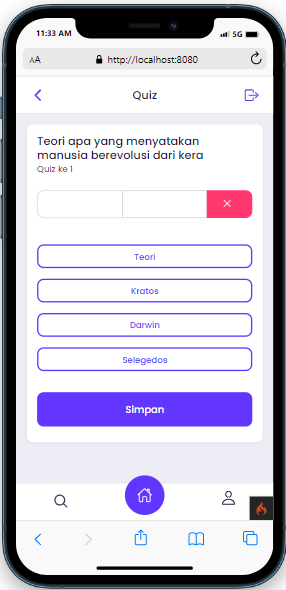 11:33 AM
5G
AA
http://localhost:8080
Quiz
Teori apa yang menyatakan
manusia berevolusi dari kera
Quiz ke 1
Teori
Kratos
Darwin
Selegedos
Simpan